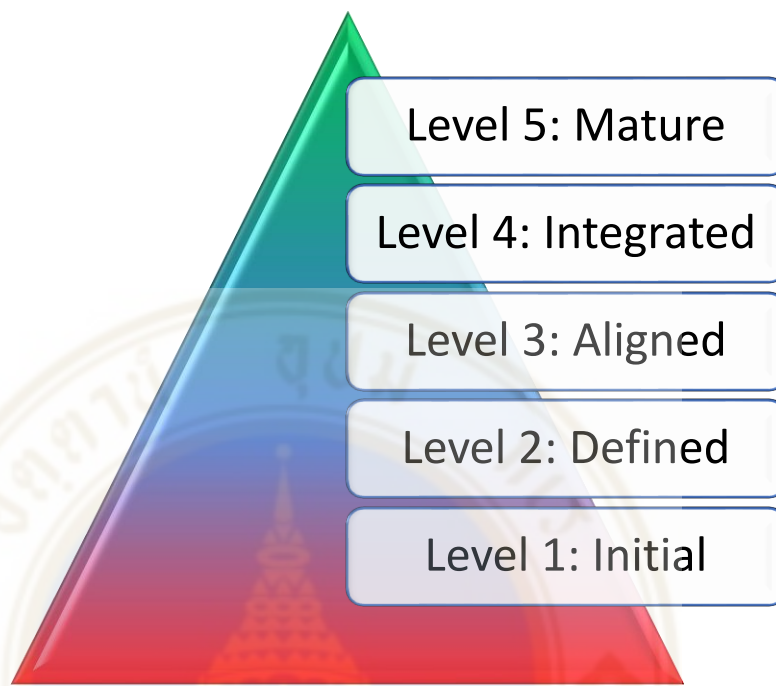 Level 5: Mature
Level 4: Integrated
Level 3: Aligned
Level 2: Defined
Level 1: Initial